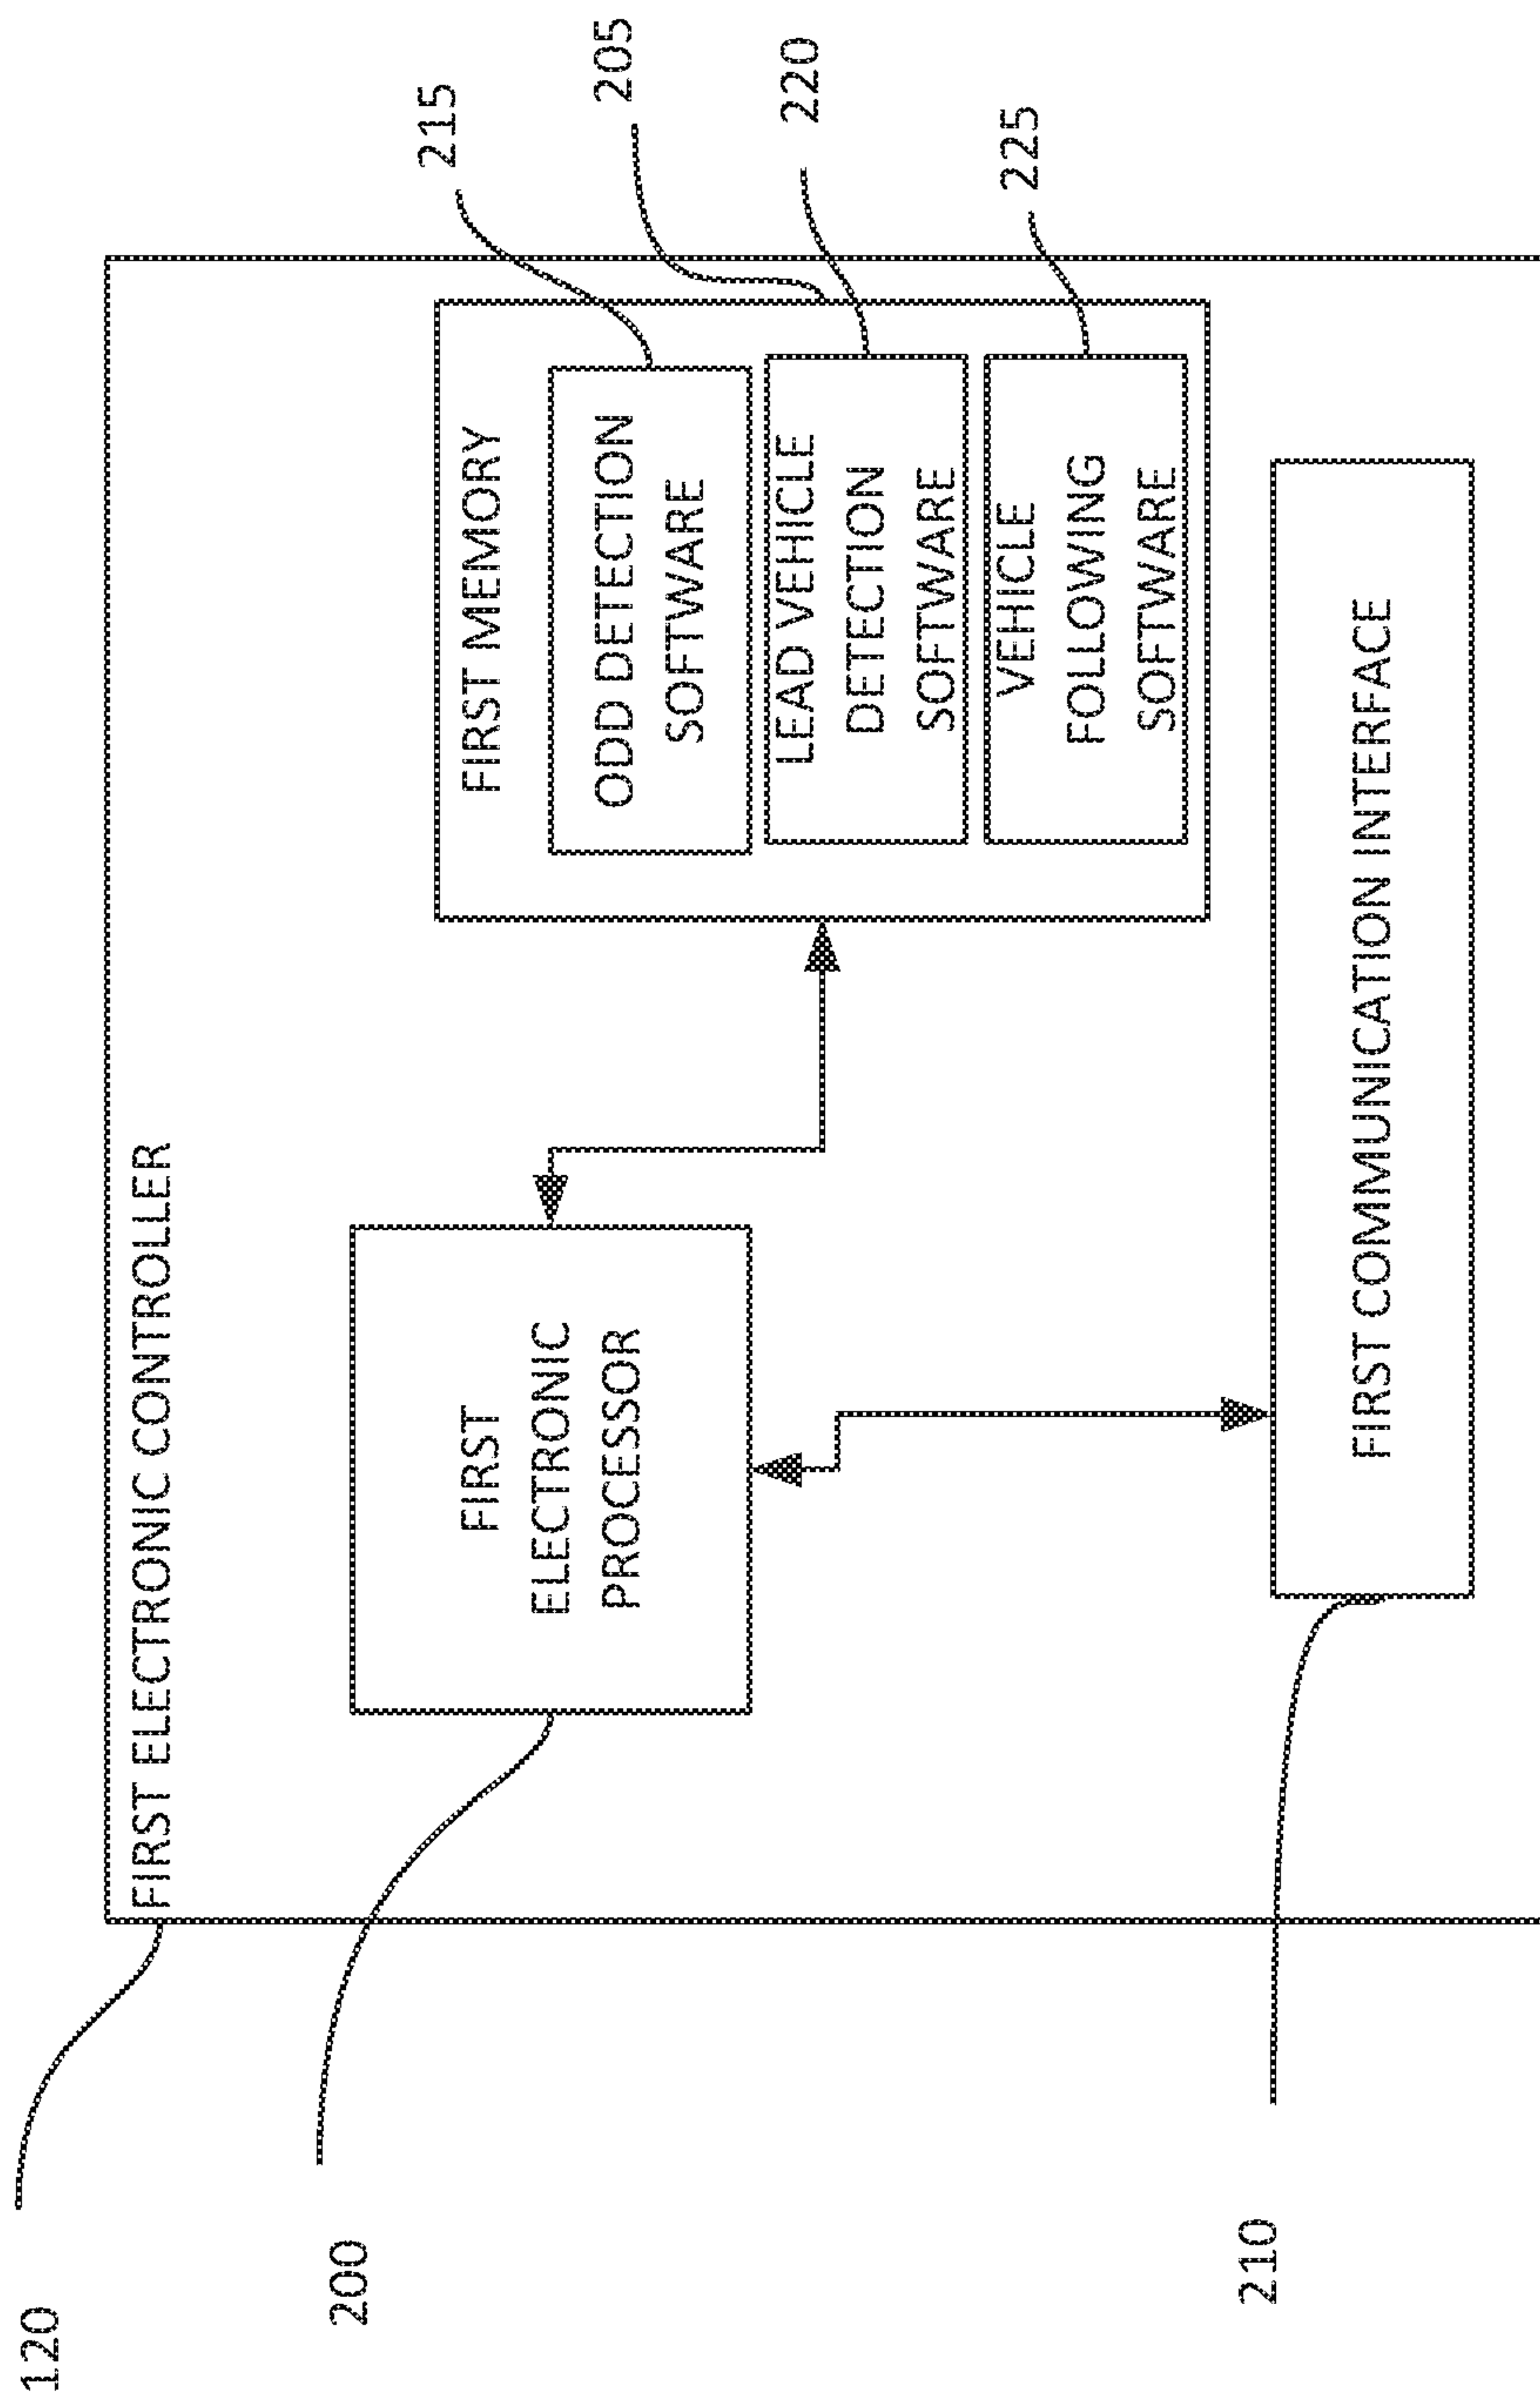 120
FIRST ELECTRONIC CONTROLLER
200
FIRST
ELECTRONIC
PROCESSOR
FIRST MEMORY
215
ODD DETECTION
SOFTWARE
205
LEAD VEHICLE
DETECTION
SOFTWARE
220
VEHICLE
FOLLOWING
SOFTWARE
225
210
FIRST COMMUNICATION INTERFACE